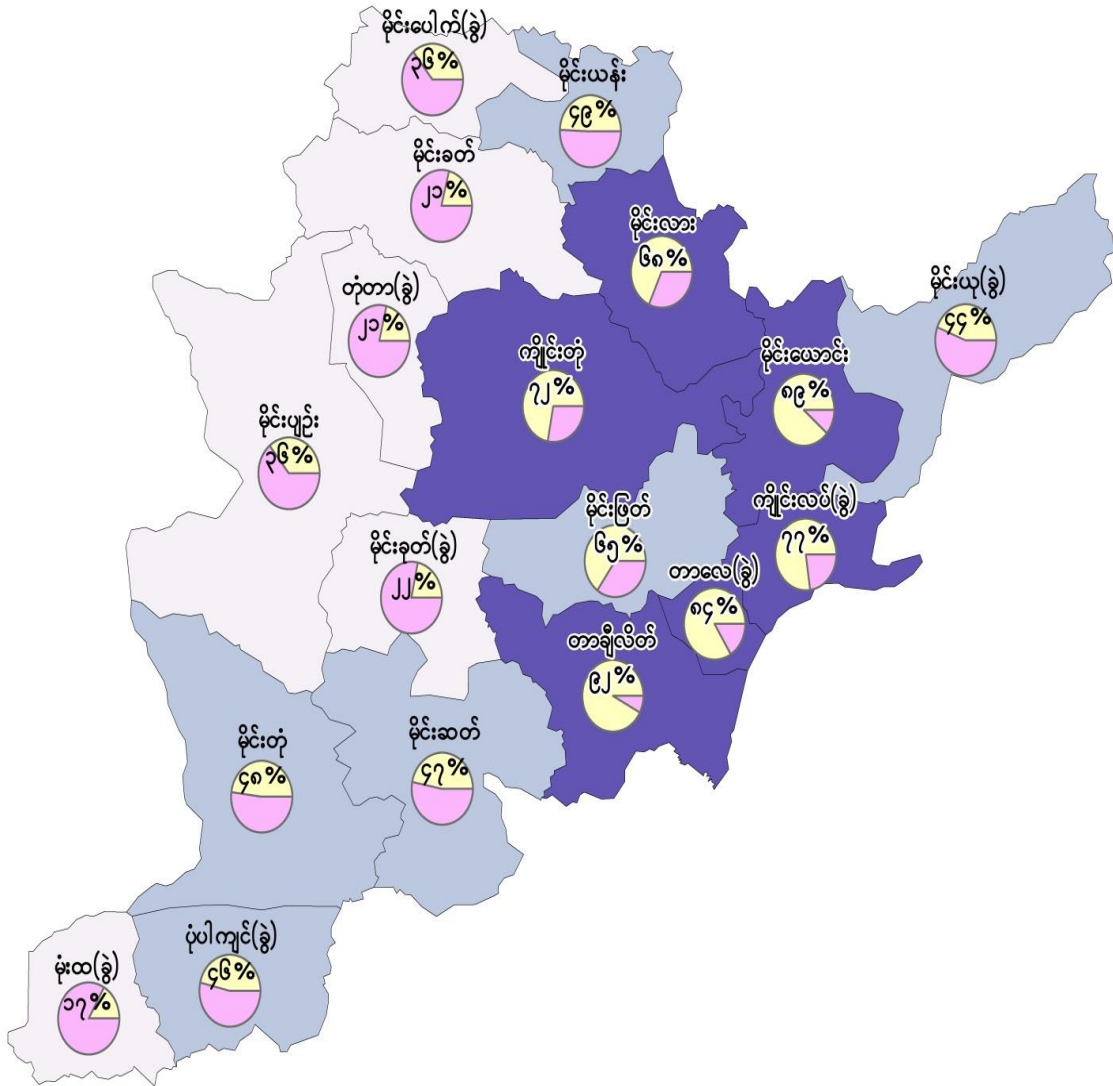 မိုင်းပေါက်(ခွဲ)
၃၆%
မိုင်းယန်း
၄၉%
မိုင်းခတ်
၂၁%
မိုင်းလား
၆၈%
မိုင်းယု(ခွဲ)
၄၄%
တုံတာ(ခွဲ)
၂၁%
ကျိုင်းတုံ
၇၂%
မိုင်းယောင်း
၈၉%
မိုင်းပျဉ်း
၃၆%
မိုင်းဖြတ်
၆၅%
ကျိုင်းလပ်(ခွဲ)
၇၇%
မိုင်းခုတ်(ခွဲ)
၂၂%
တာလေ(ခွဲ)
၈၄%
တာချီလိတ်
၉၂%
မိုင်းတုံ
၄၈%
မိုင်းဆတ်
၄၇%
ပုံပါကျင်(ခွဲ)
၄၆%
မုံးထ(ခွဲ)
၁၇%